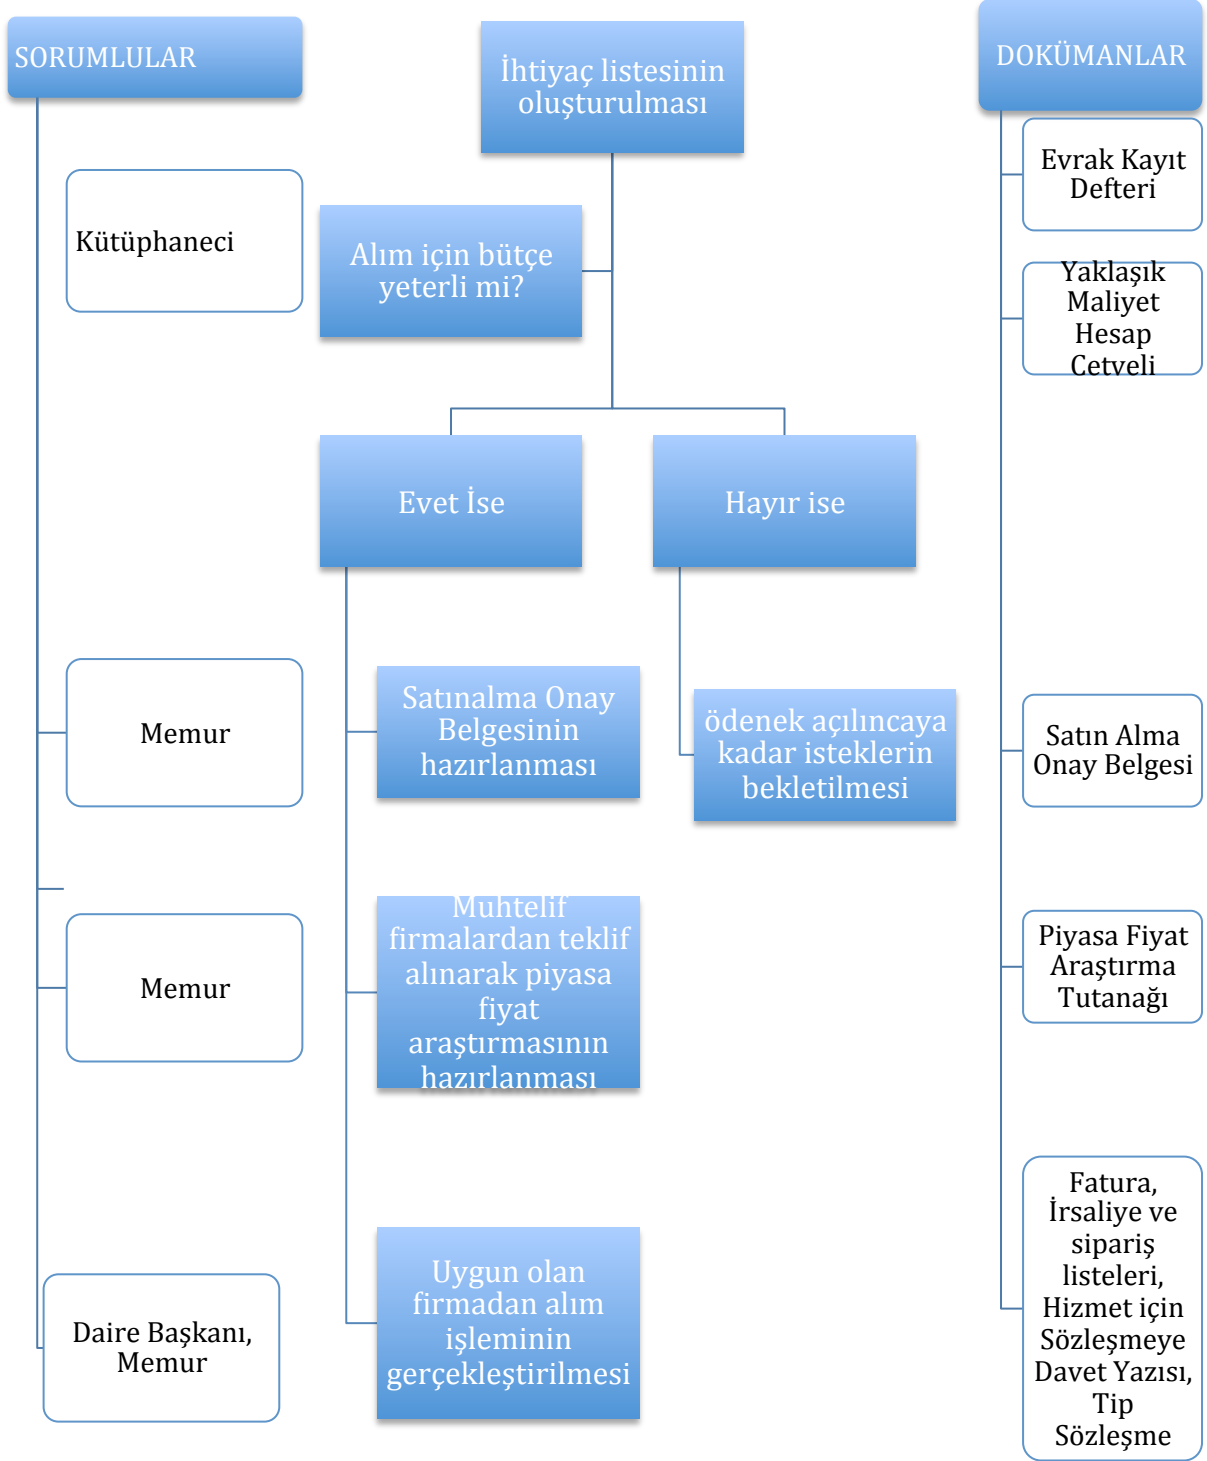 SORUMLULAR
İhtiyaç listesinin
oluşturulması
DOKÜMANLAR
Evrak Kayıt
Defteri
Kütüphaneci
Alım için bütçe
yeterli mi?
Yaklaşık
Maliyet
Hesap
Cetveli
Evet İse
Hayır ise
Memur
Satınalma Onay
Belgesinin
hazırlanması
ödenek açılıncaya
kadar isteklerin
bekletilmesi
Satın Alma
Onay Belgesi
Memur
Muhtelif
firmalardan teklif
alınarak piyasa
fiyat
araştırmasının
hazırlanması
Piyasa Fiyat
Araştırma
Tutanağı
Daire Başkanı,
Memur
Uygun olan
firmadan alım
işleminin
gerçekleştirilmesi
Fatura,
İrsaliye ve
sipariş
listeleri,
Hizmet için
Sözleşmeye
Davet Yazısı,
Tip
Sözleşme